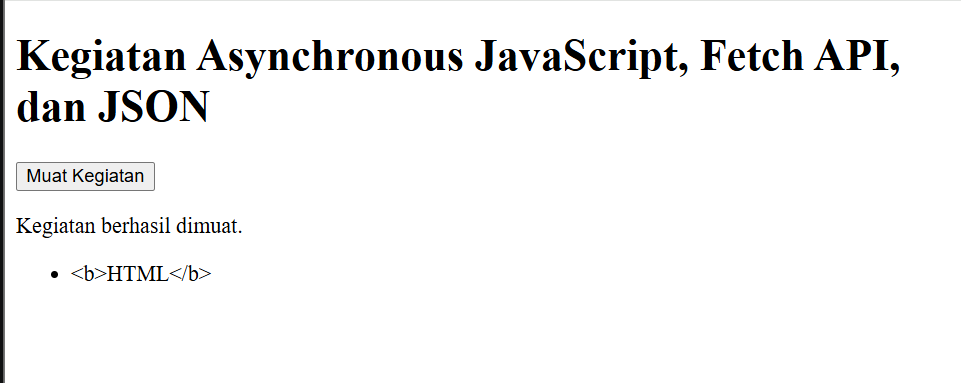 Kegiatan Asynchronous JavaScript, Fetch API,
dan JSON
Muat Kegiatan
Kegiatan berhasil dimuat.
<b>HTML</b>